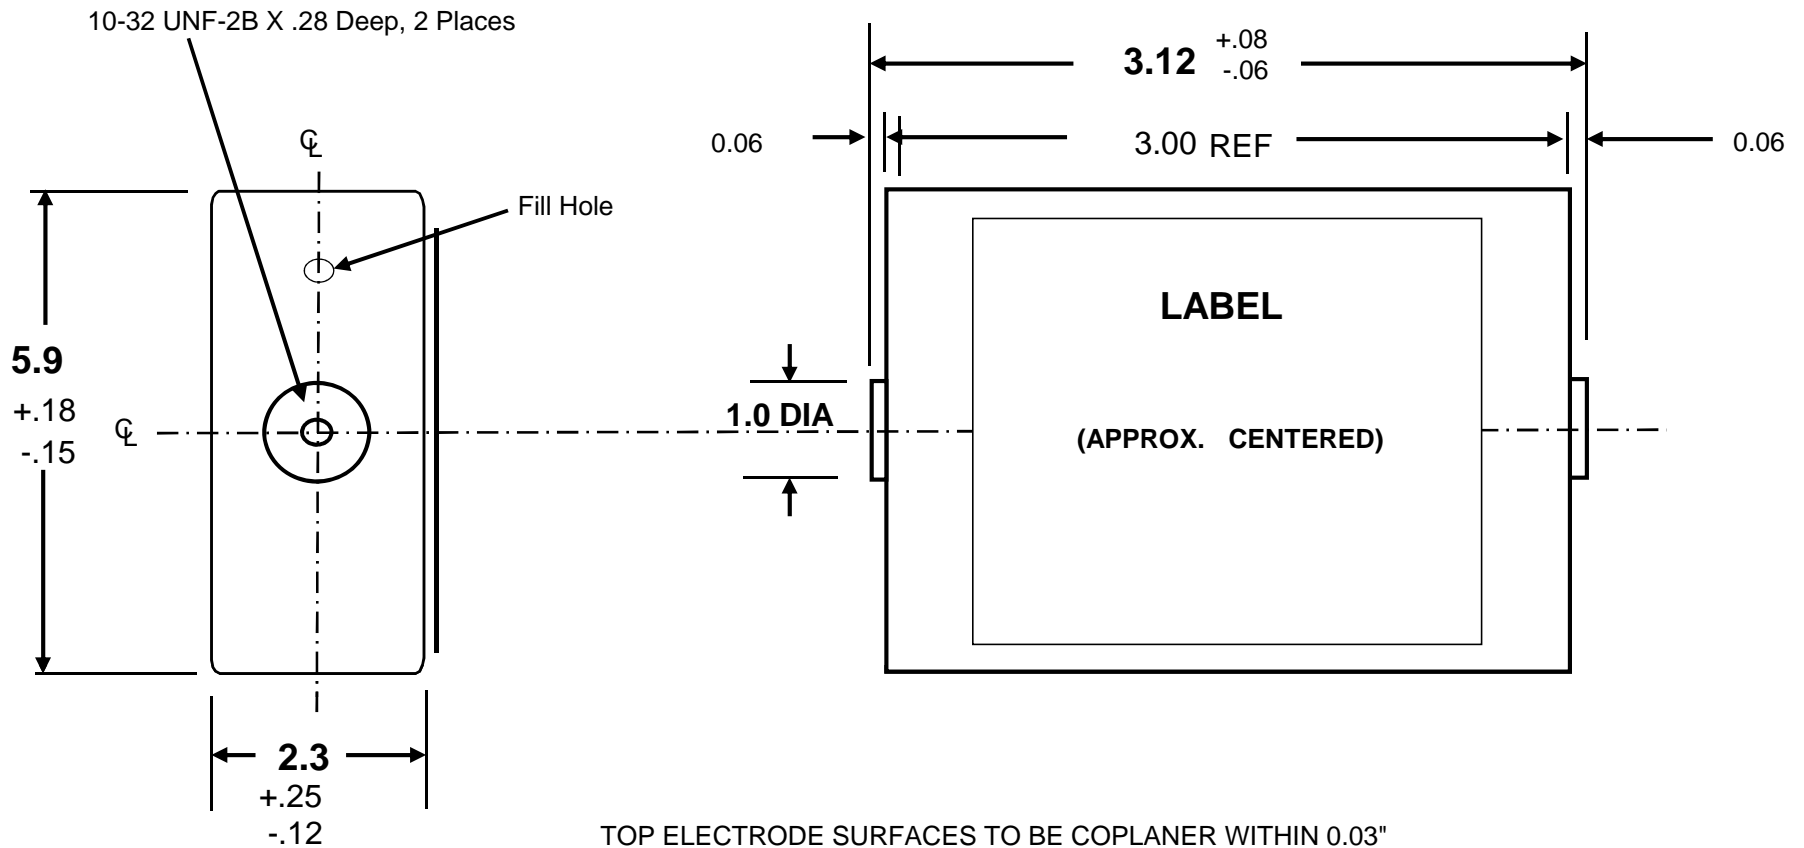 10-32 UNF-2B X .28 Deep, 2 Places
℄
Fill Hole
5.9
+.18
-.15
℄
2.3
+.25
-.12
3.12 +.08
-.06
0.06
3.00 REF
0.06
LABEL
1.0 DIA
(APPROX. CENTERED)
TOP ELECTRODE SURFACES TO BE COPLANER WITHIN 0.03"